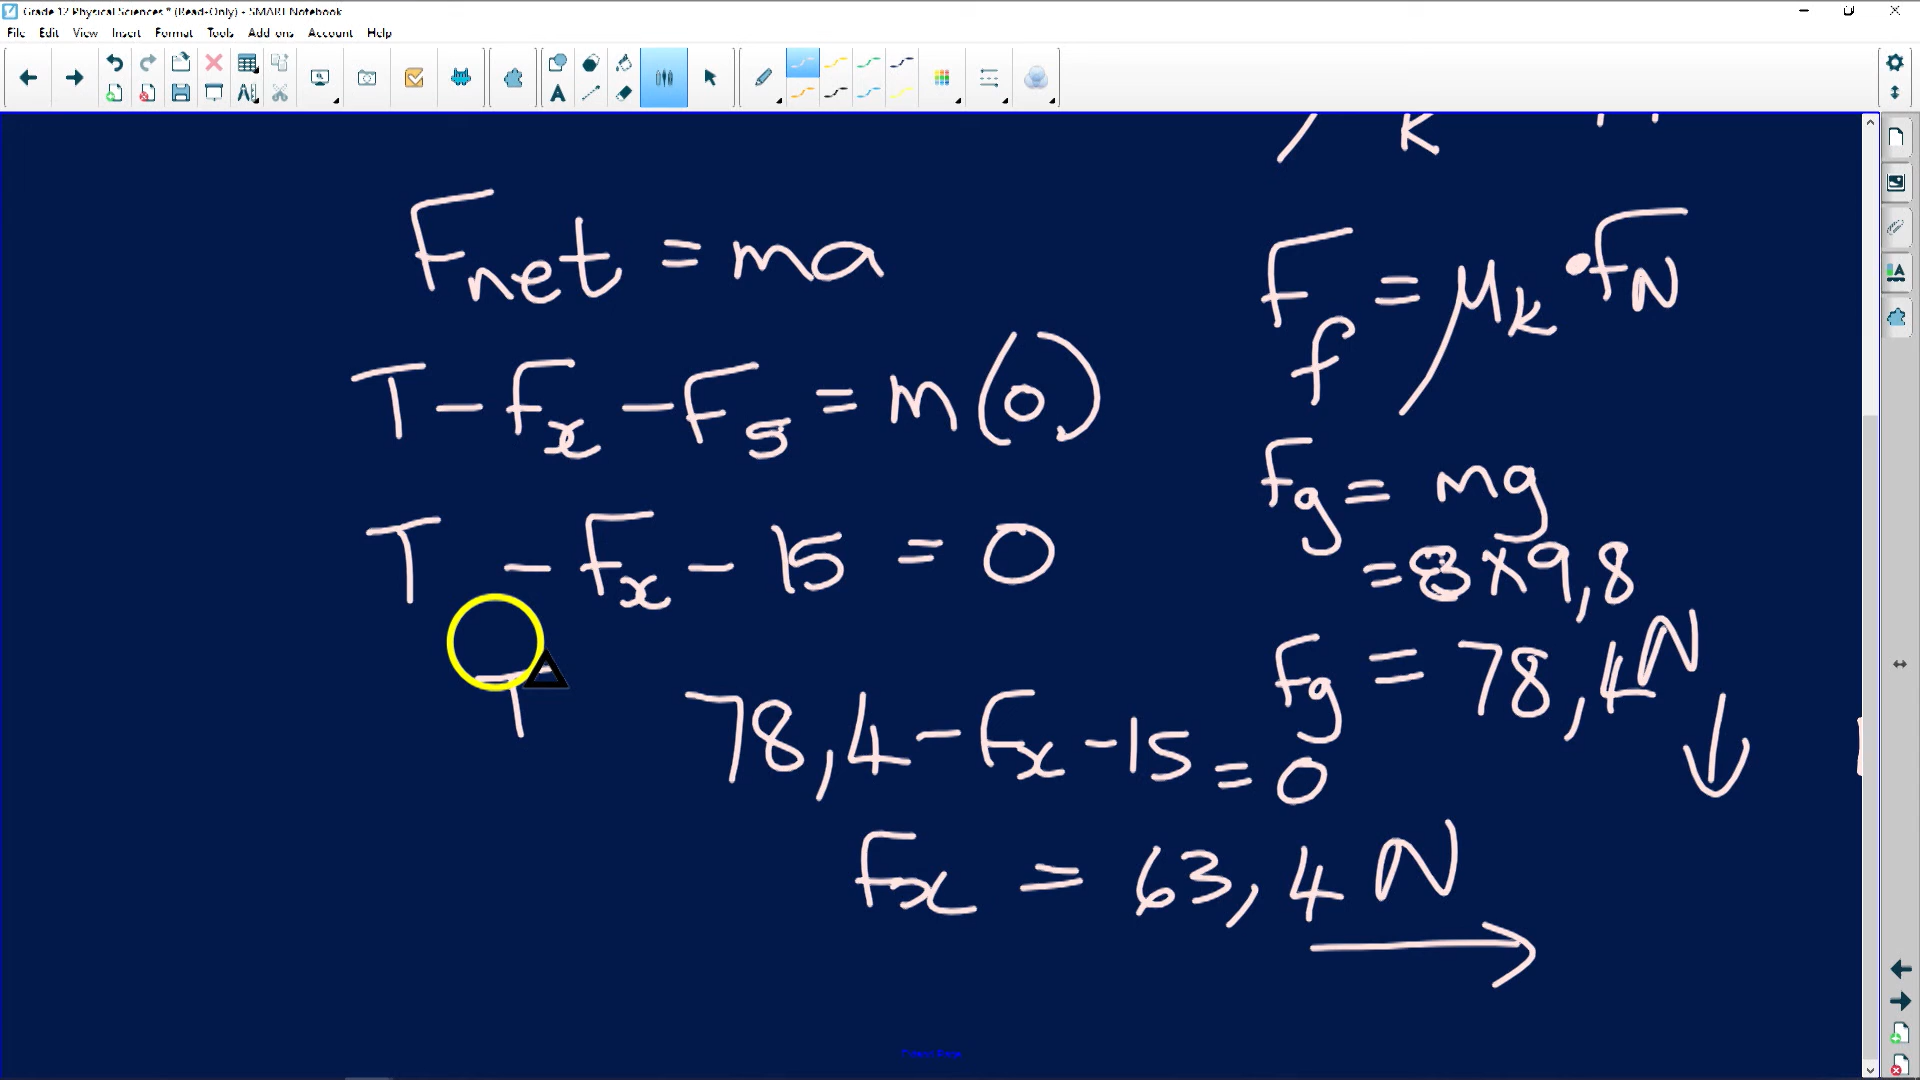 Grade 12 Physical Sciences * (Read-Only) - SMART Notebook
File Edit View Insert Format Tools Add-ons Account Help
Fnet = ma
T - Fx - Fs = m(0)
T - Fx - 15 = 0
T
78,4 - Fx - 15 = 0
Fx = 63,4 N
k
Ff = μk · FN
Fg = mg
= 8 x 9,8
Fg = 78,4 N